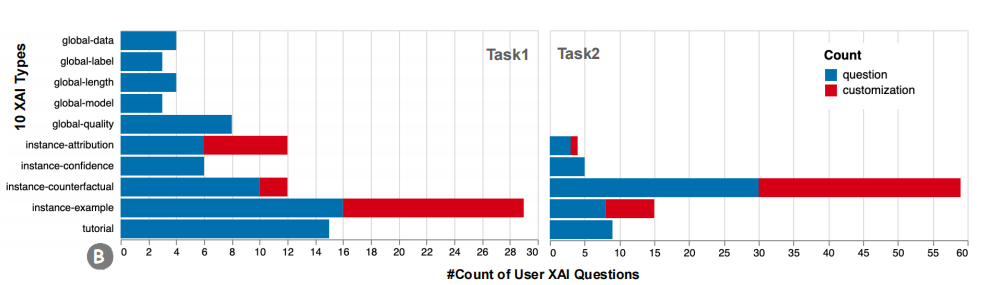 10 XAI Types
global-data
global-label
global-length
global-model
global-quality
instance-attribution
instance-confidence
instance-counterfactual
instance-example
tutorial
Task1
Task2
Count
question
customization
B
0 2 4 6 8 10 12 14 16 18 20 22 24 26 28 30
0 5 10 15 20 25 30 35 40 45 50 55 60
#Count of User XAI Questions